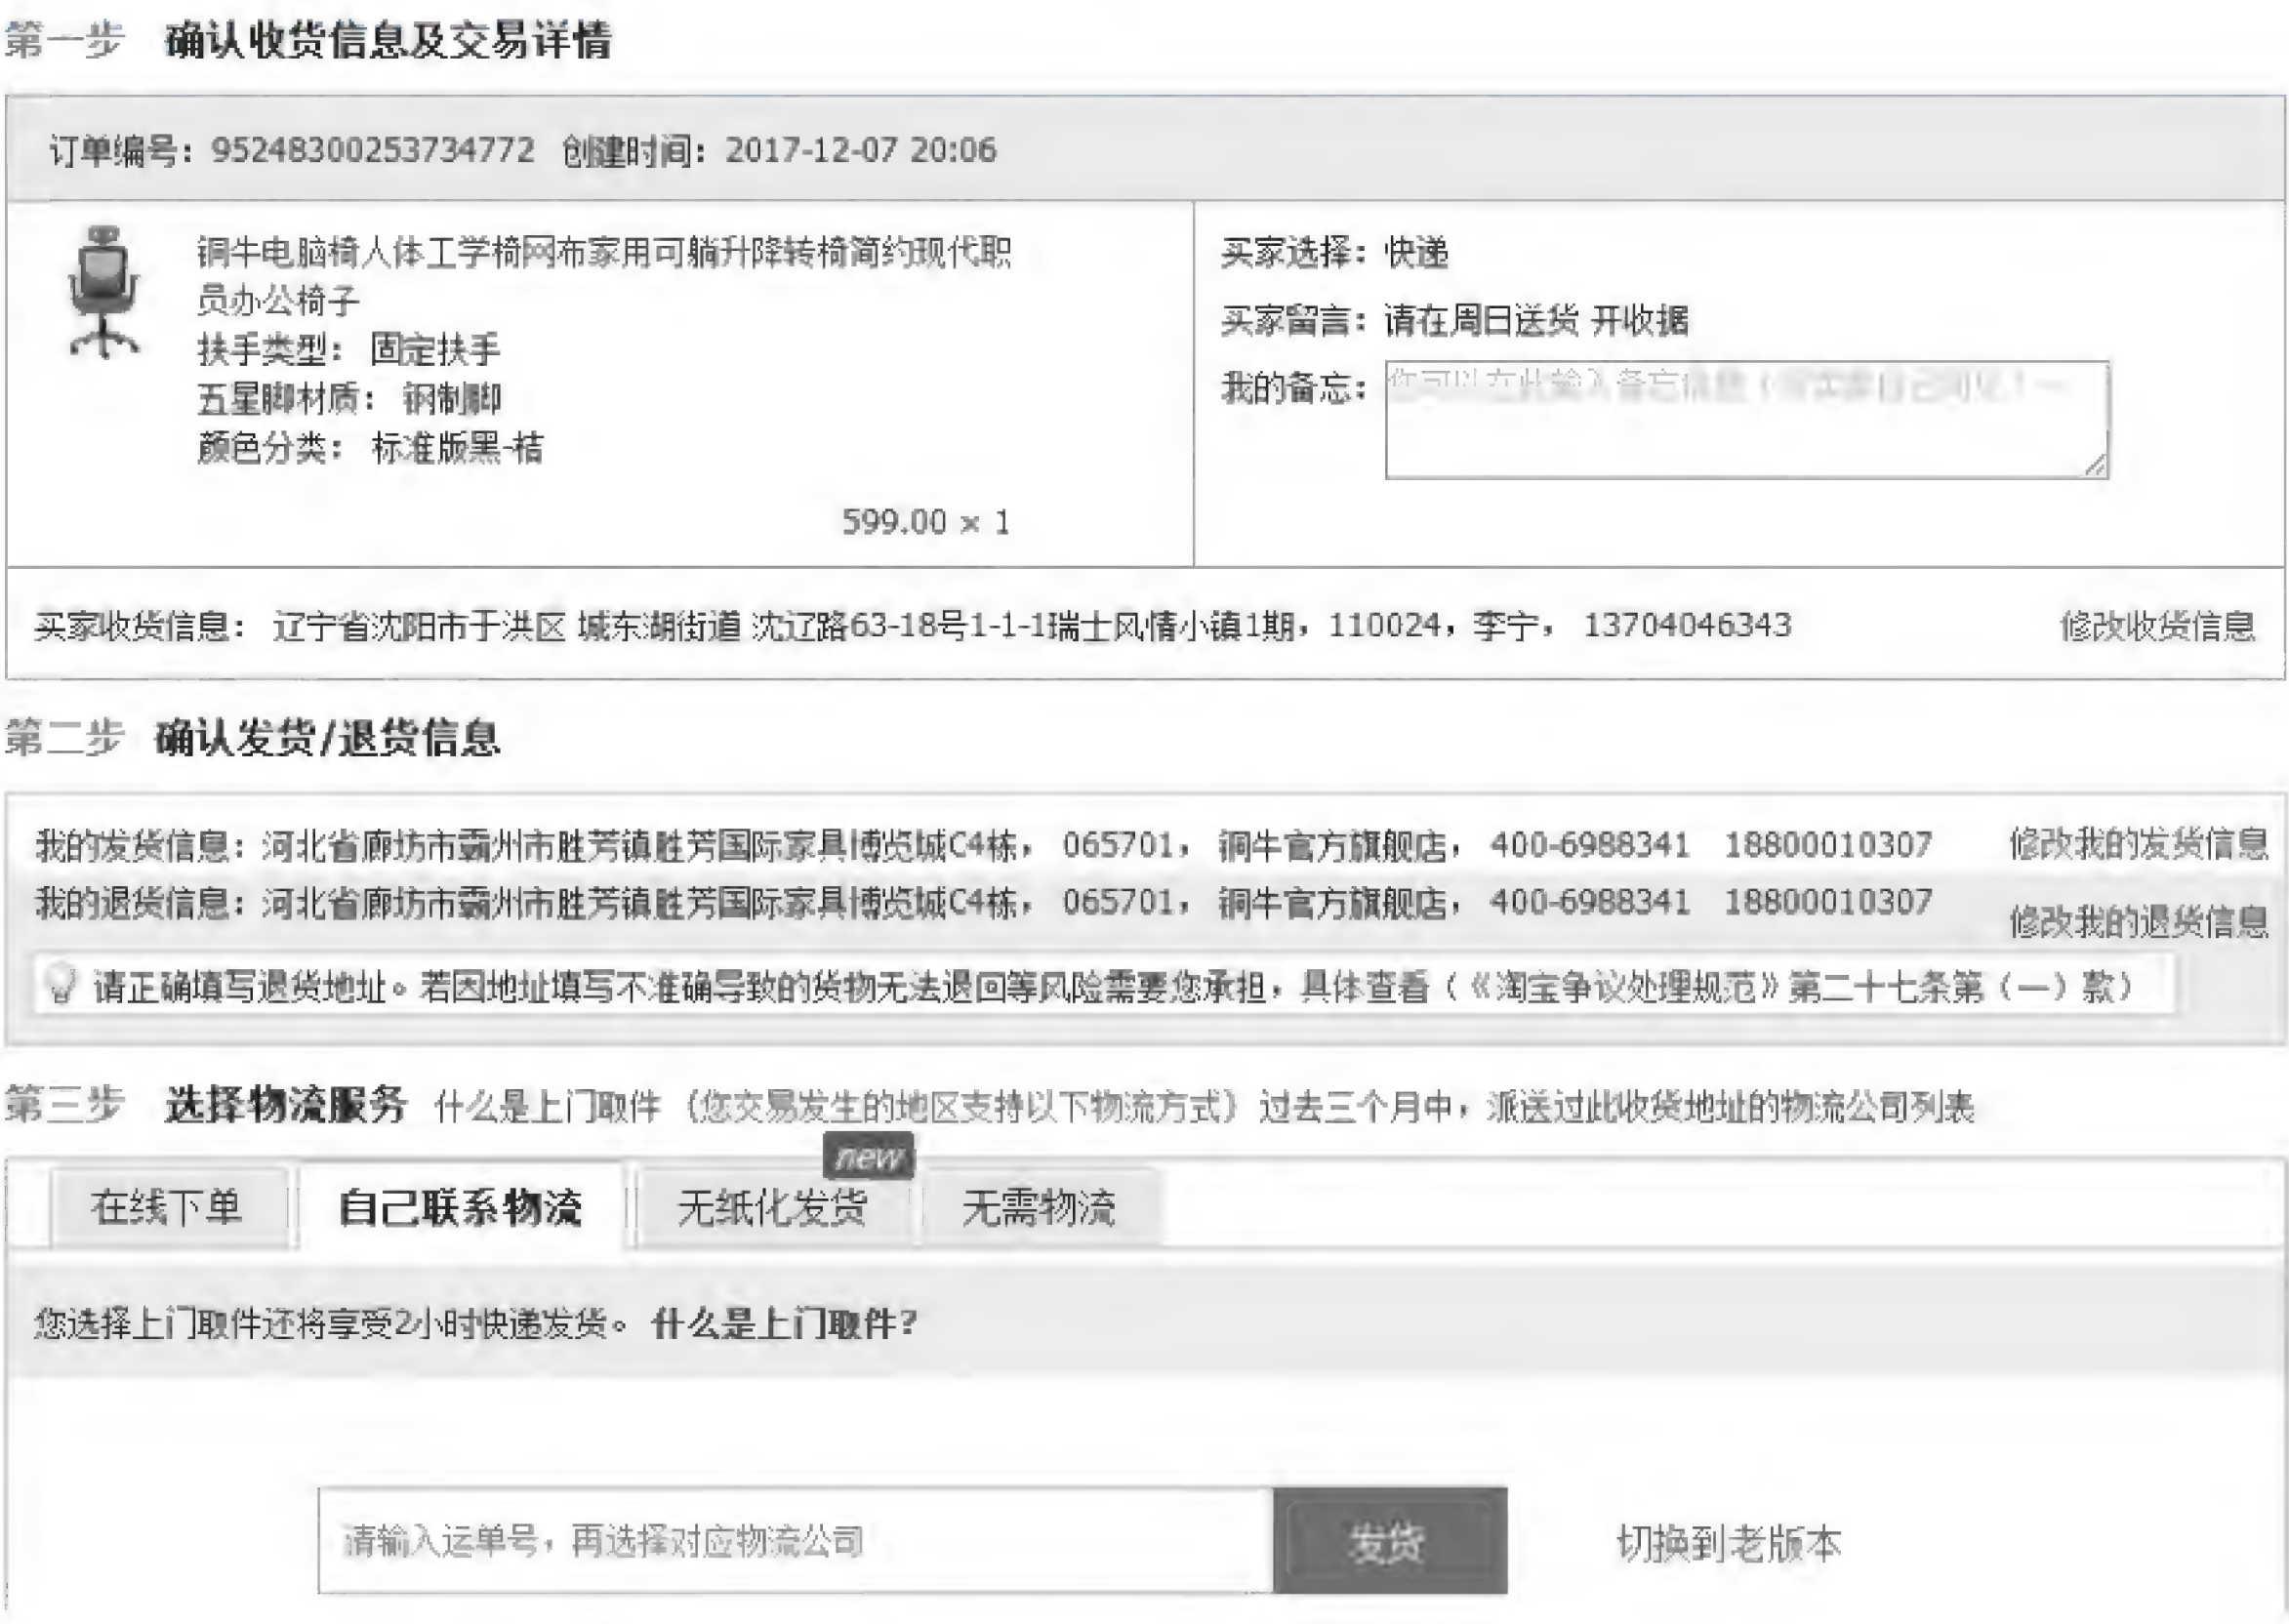 第一步 确认收货信息及交易详情
订单编号：95248300253734772 创建时间：2017-12-07 20:06
铜牛电脑椅人体工学椅网布家用可躺升降转椅简约现代职
员办公椅子
扶手类型： 固定扶手
五星脚材质： 钢制脚
颜色分类： 标准版黑-桔
599.00 × 1
买家选择：快递
买家留言：请在周日送货 开收据
我的备忘：
您可以在此输入备忘信息（仅卖家自己可见）
买家收货信息： 辽宁省沈阳市于洪区 城东湖街道 沈辽路63-18号1-1-1瑞士风情小镇1期，110024，李宁， 13704046343 修改收货信息
第二步 确认发货/退货信息
我的发货信息：河北省廊坊市霸州市胜芳镇胜芳国际家具博览城C4栋， 065701， 铜牛官方旗舰店， 400-6988341 18800010307 修改我的发货信息
我的退货信息：河北省廊坊市霸州市胜芳镇胜芳国际家具博览城C4栋， 065701， 铜牛官方旗舰店， 400-6988341 18800010307 修改我的退货信息
请正确填写退货地址。若因地址填写不准确导致的货物无法退回等风险需要您承担，具体查看（《淘宝争议处理规范》第二十七条第（一）款）
第三步 选择物流服务 什么是上门取件（您交易发生的地区支持以下物流方式）过去三个月中，派送过此收货地址的物流公司列表
new
在线下单 自己联系物流 无纸化发货 无需物流
您选择上门取件还将享受2小时快递发货。什么是上门取件？
请输入运单号，再选择对应物流公司 发货 切换到老版本